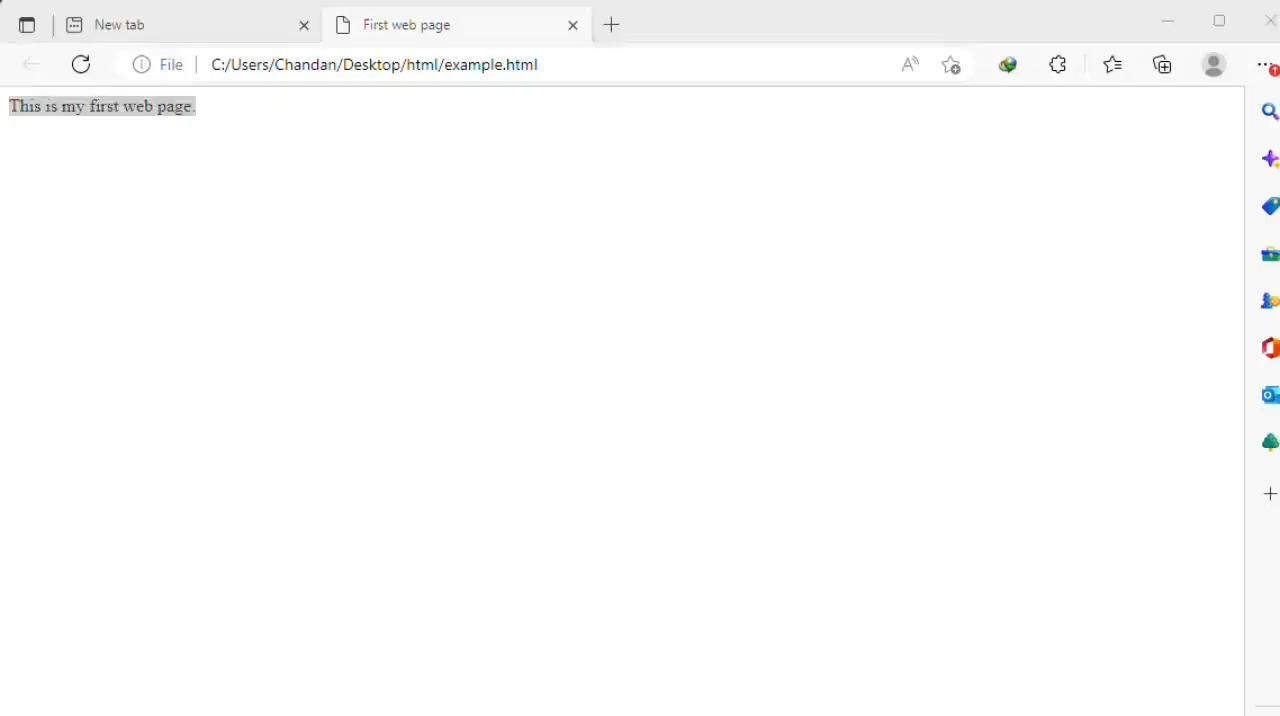 New tab
First web page
File
C:/Users/Chandan/Desktop/html/example.html
This is my first web page.